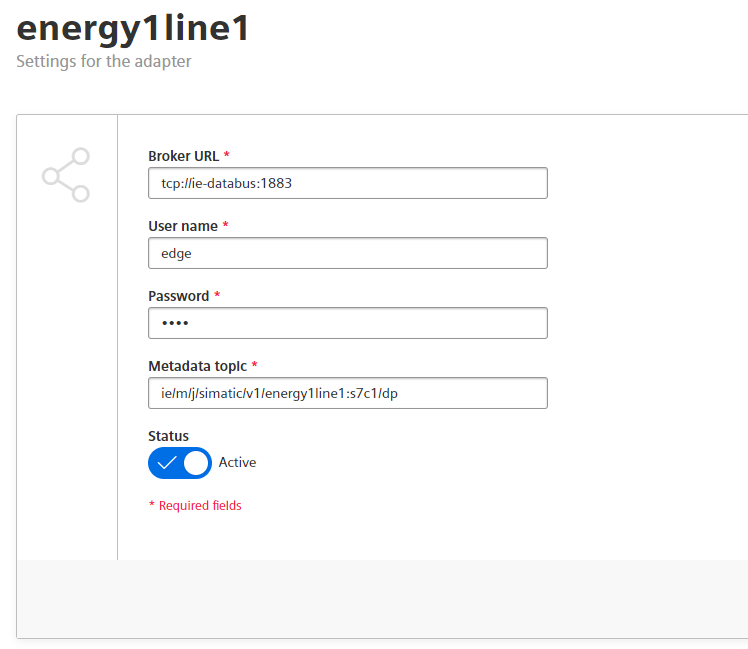 energy1line1
Settings for the adapter
Broker URL *
tcp://ie-databus:1883
User name *
edge
Password *
••••
Metadata topic *
ie/m/j/simatic/v1/energy1line1:s7c1/dp
Status
Active
* Required fields